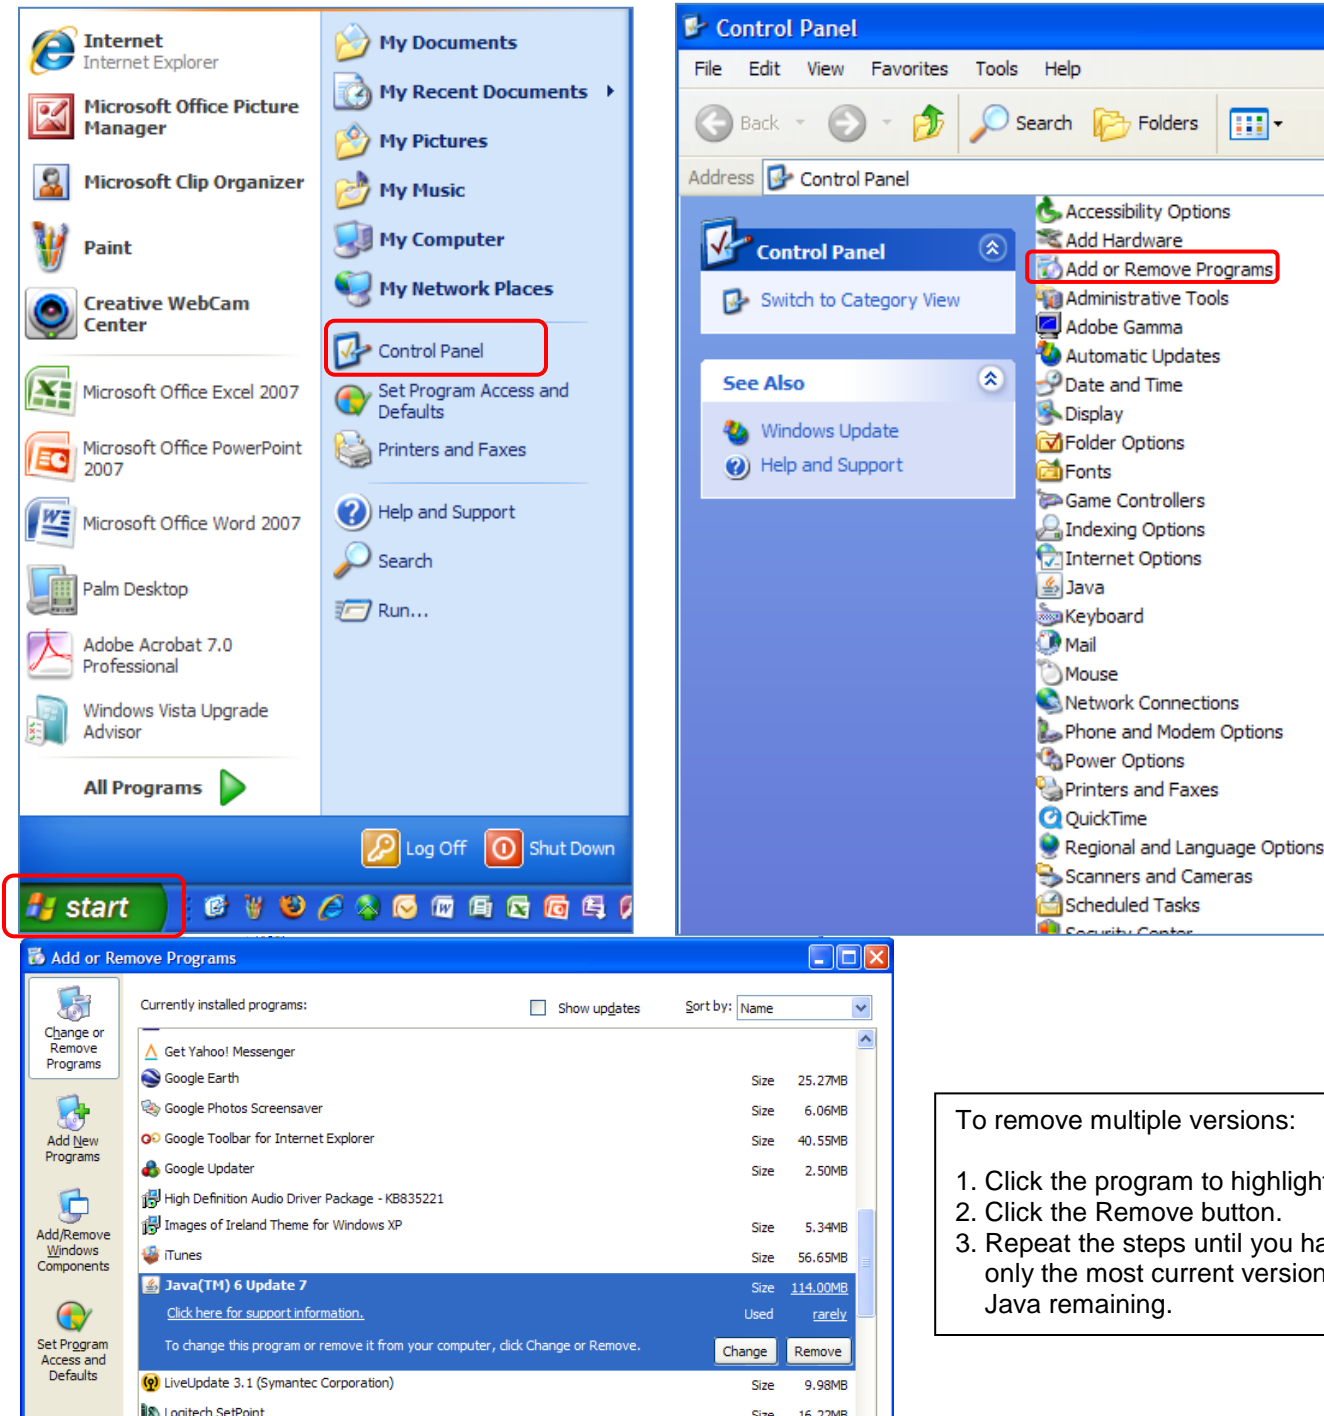 Internet
Internet Explorer
Microsoft Office Picture
Manager
Microsoft Clip Organizer
Paint
Creative WebCam
Center
Microsoft Office Excel 2007
Microsoft Office PowerPoint
2007
Microsoft Office Word 2007
Palm Desktop
Adobe Acrobat 7.0
Professional
Windows Vista Upgrade
Advisor
All Programs
My Documents
My Recent Documents
My Pictures
My Music
My Computer
My Network Places
Control Panel
Set Program Access and
Defaults
Printers and Faxes
Help and Support
Search
Run...
Log Off
Shut Down
start
Control Panel
File Edit View Favorites Tools Help
Back Search Folders
Address Control Panel
Control Panel
Switch to Category View
See Also
Windows Update
Help and Support
Accessibility Options
Add Hardware
Add or Remove Programs
Administrative Tools
Adobe Gamma
Automatic Updates
Date and Time
Display
Folder Options
Fonts
Game Controllers
Indexing Options
Internet Options
Java
Keyboard
Mail
Mouse
Network Connections
Phone and Modem Options
Power Options
Printers and Faxes
QuickTime
Regional and Language Options
Scanners and Cameras
Scheduled Tasks
Security Center
Add or Remove Programs
Change or
Remove
Programs
Add New
Programs
Add/Remove
Windows
Components
Set Program
Access and
Defaults
Currently installed programs: Show updates Sort by: Name
Get Yahoo! Messenger
Google Earth Size 25.27MB
Google Photos Screensaver Size 6.06MB
Google Toolbar for Internet Explorer Size 40.55MB
Google Updater Size 2.50MB
High Definition Audio Driver Package - KB835221
Images of Ireland Theme for Windows XP Size 5.34MB
iTunes Size 56.65MB
Java(TM) 6 Update 7 Size 114.00MB
Click here for support information. Used rarely
To change this program or remove it from your computer, click Change or Remove. Change Remove
LiveUpdate 3.1 (Symantec Corporation) Size 9.98MB
Logitech SetPoint Size 16.22MB
To remove multiple versions:
1. Click the program to highlight
2. Click the Remove button.
3. Repeat the steps until you ha
only the most current version
Java remaining.